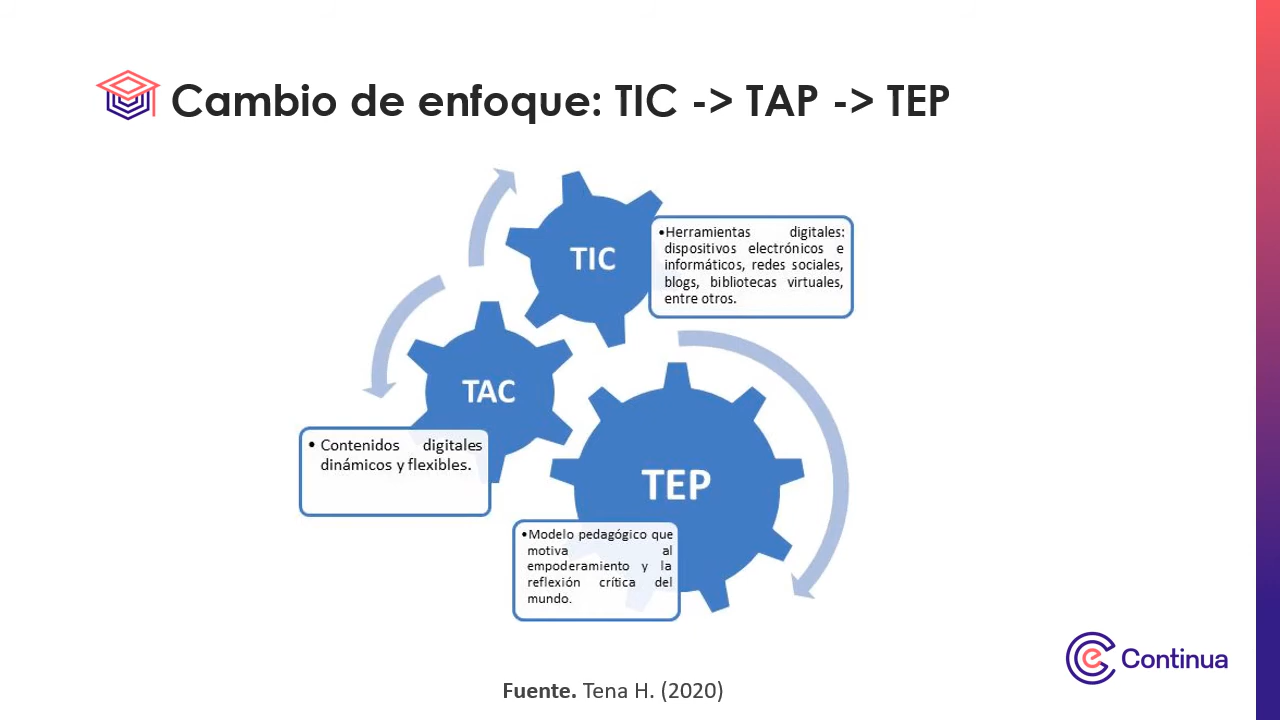 Cambio de enfoque: TIC -> TAP -> TEP
TIC
•Herramientas digitales:
dispositivos electrónicos e
informáticos, redes sociales,
blogs, bibliotecas virtuales,
entre otros.
TAC
• Contenidos digitales
dinámicos y flexibles.
TEP
•Modelo pedagógico que
motiva al
empoderamiento y la
reflexión crítica del
mundo.
e Continua
Fuente. Tena H. (2020)